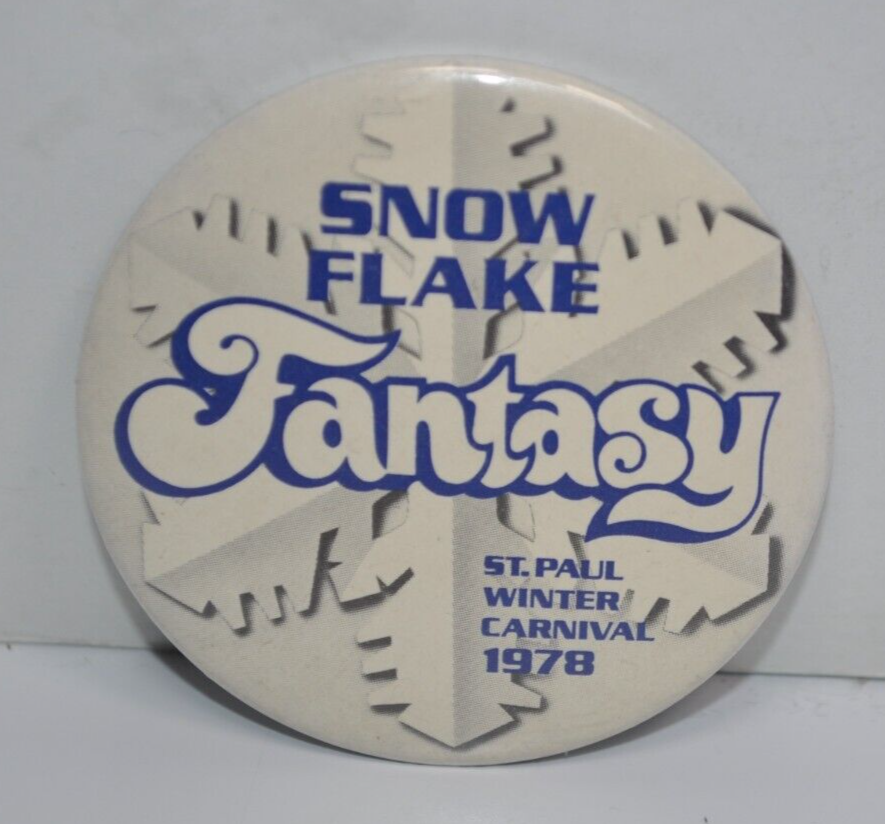 SNOW
FLAKE
Fantasy
ST. PAUL
WINTER
CARNIVAL
1978